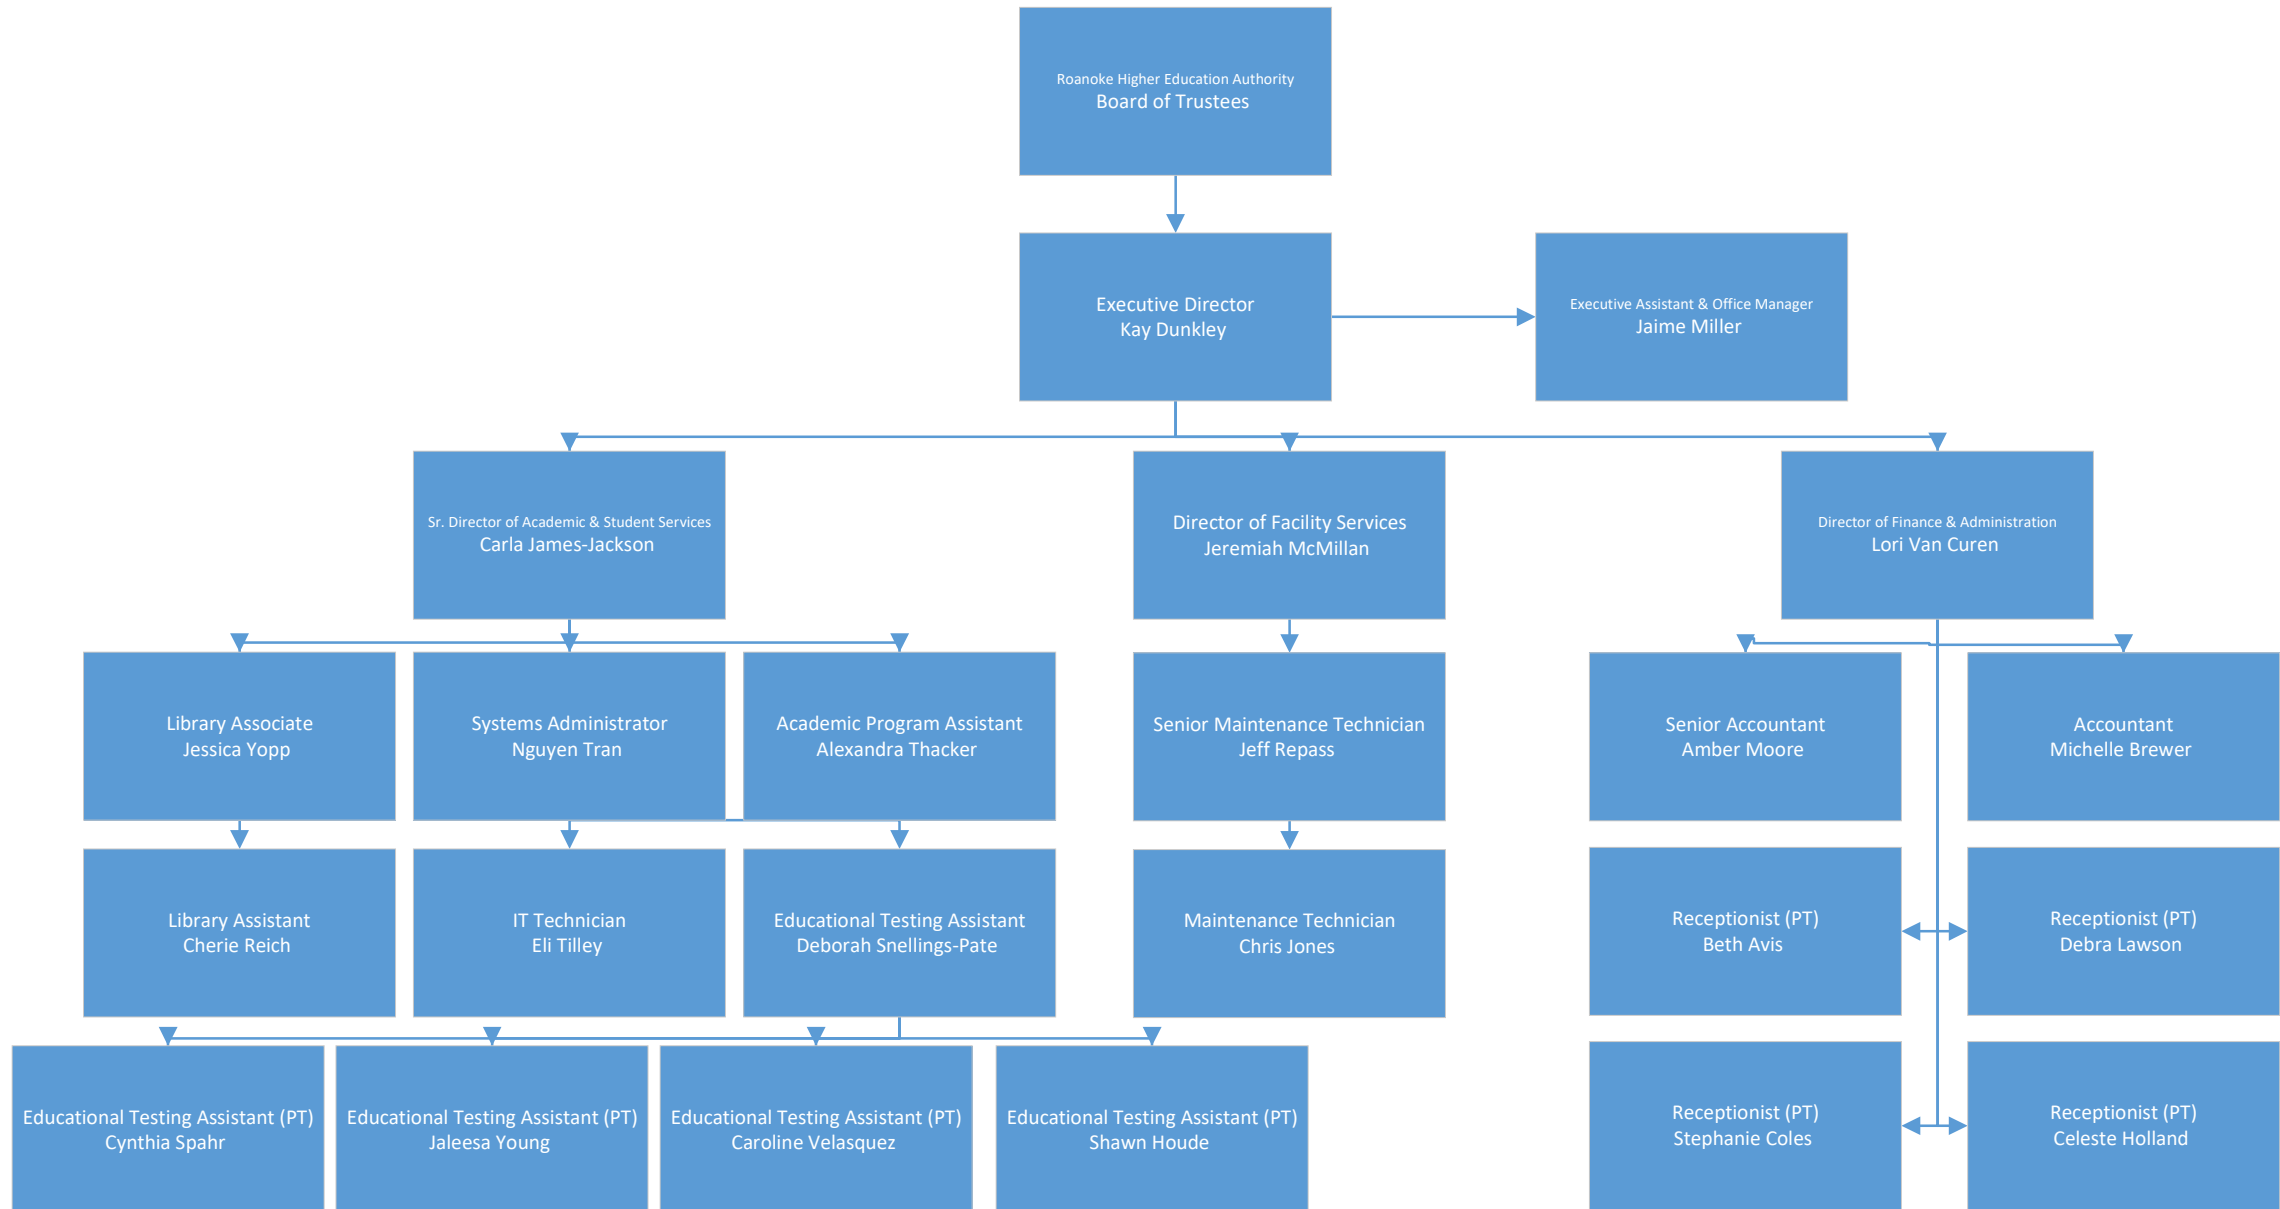 Roanoke Higher Education Authority
Board of Trustees
Executive Director
Kay Dunkley
Executive Assistant & Office Manager
Jaime Miller
Sr. Director of Academic & Student Services
Carla James-Jackson
Director of Facility Services
Jeremiah McMillan
Director of Finance & Administration
Lori Van Curen
Library Associate
Jessica Yopp
Systems Administrator
Nguyen Tran
Academic Program Assistant
Alexandra Thacker
Senior Maintenance Technician
Jeff Repass
Senior Accountant
Amber Moore
Accountant
Michelle Brewer
Library Assistant
Cherie Reich
IT Technician
Eli Tilley
Educational Testing Assistant
Deborah Snellings-Pate
Maintenance Technician
Chris Jones
Receptionist (PT)
Beth Avis
Receptionist (PT)
Debra Lawson
Educational Testing Assistant (PT)
Cynthia Spahr
Educational Testing Assistant (PT)
Jaleesa Young
Educational Testing Assistant (PT)
Caroline Velasquez
Educational Testing Assistant (PT)
Shawn Houde
Receptionist (PT)
Stephanie Coles
Receptionist (PT)
Celeste Holland